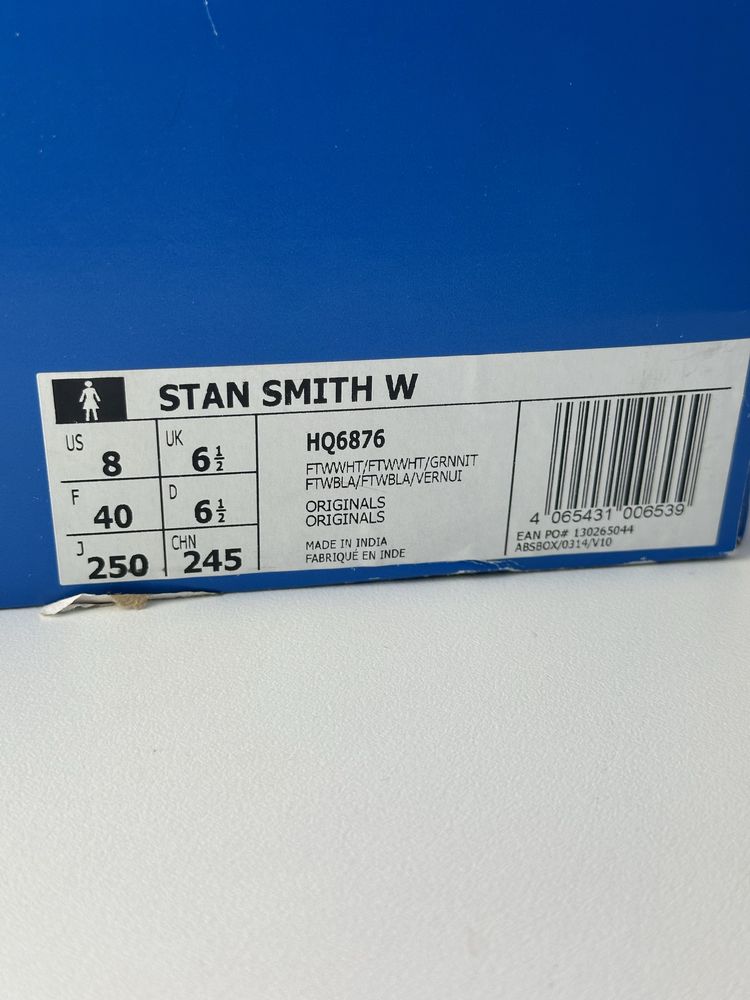 STAN SMITH W
US 8 UK 6 1/2
F 40 D 6 1/2
J 250 CHN 245
HQ6876
FTWWHT/FTWWHT/GRNNIT
FTWBLA/FTWBLA/VERNUI
ORIGINALS
ORIGINALS
MADE IN INDIA
FABRIQUÉ EN INDE
4 065431 006539
EAN PO# 130265044
ABSBOX/0314/V10